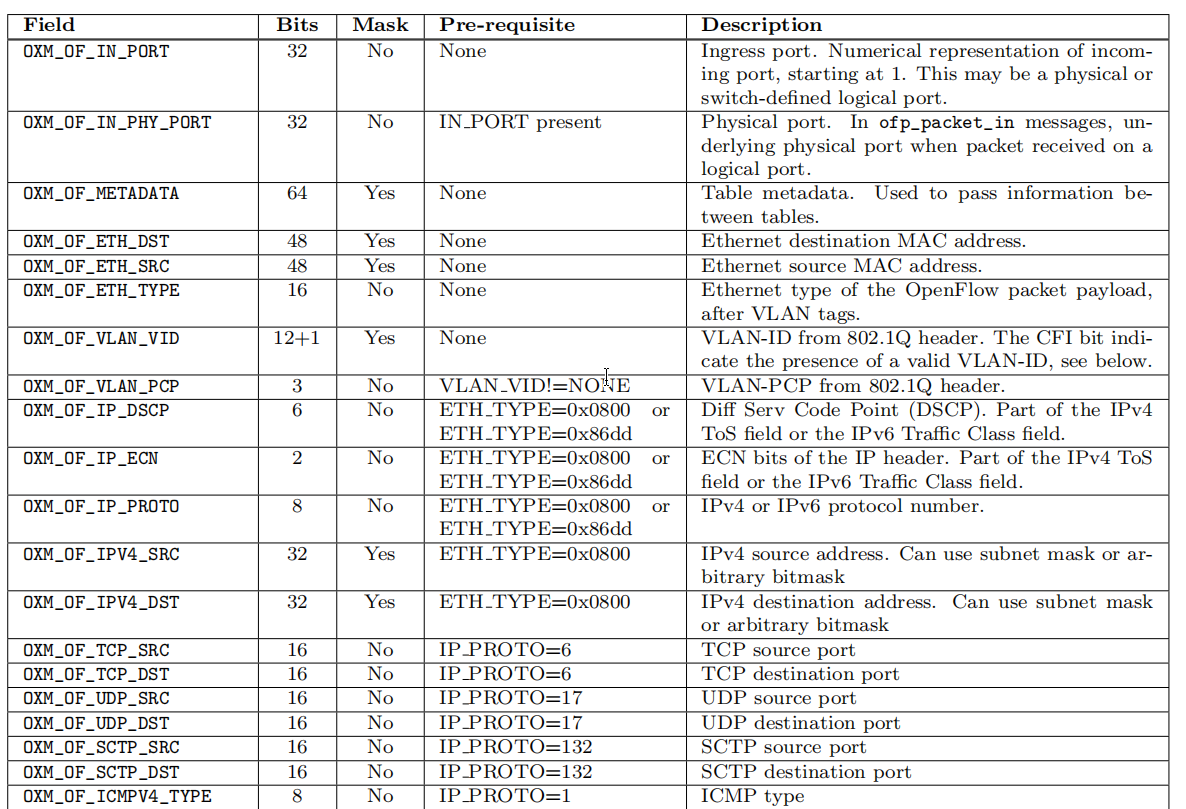 Field Bits Mask Pre-requisite Description
OXM_OF_IN_PORT 32 No None Ingress port. Numerical representation of incom-
ing port, starting at 1. This may be a physical or
switch-defined logical port.
OXM_OF_IN_PHY_PORT 32 No IN_PORT present Physical port. In ofp_packet_in messages, un-
derlying physical port when packet received on a
logical port.
OXM_OF_METADATA 64 Yes None Table metadata. Used to pass information be-
tween tables.
OXM_OF_ETH_DST 48 Yes None Ethernet destination MAC address.
OXM_OF_ETH_SRC 48 Yes None Ethernet source MAC address.
OXM_OF_ETH_TYPE 16 No None Ethernet type of the OpenFlow packet payload,
after VLAN tags.
OXM_OF_VLAN_VID 12+1 Yes None VLAN-ID from 802.1Q header. The CFI bit indi-
cate the presence of a valid VLAN-ID, see below.
OXM_OF_VLAN_PCP 3 No VLAN_VID!=NONE VLAN-PCP from 802.1Q header.
OXM_OF_IP_DSCP 6 No ETH_TYPE=0x0800 or Diff Serv Code Point (DSCP). Part of the IPv4
ETH_TYPE=0x86dd ToS field or the IPv6 Traffic Class field.
OXM_OF_IP_ECN 2 No ETH_TYPE=0x0800 or ECN bits of the IP header. Part of the IPv4 ToS
ETH_TYPE=0x86dd field or the IPv6 Traffic Class field.
OXM_OF_IP_PROTO 8 No ETH_TYPE=0x0800 or IPv4 or IPv6 protocol number.
ETH_TYPE=0x86dd
OXM_OF_IPV4_SRC 32 Yes ETH_TYPE=0x0800 IPv4 source address. Can use subnet mask or ar-
bitrary bitmask
OXM_OF_IPV4_DST 32 Yes ETH_TYPE=0x0800 IPv4 destination address. Can use subnet mask
or arbitrary bitmask
OXM_OF_TCP_SRC 16 No IP_PROTO=6 TCP source port
OXM_OF_TCP_DST 16 No IP_PROTO=6 TCP destination port
OXM_OF_UDP_SRC 16 No IP_PROTO=17 UDP source port
OXM_OF_UDP_DST 16 No IP_PROTO=17 UDP destination port
OXM_OF_SCTP_SRC 16 No IP_PROTO=132 SCTP source port
OXM_OF_SCTP_DST 16 No IP_PROTO=132 SCTP destination port
OXM_OF_ICMPV4_TYPE 8 No IP_PROTO=1 ICMP type